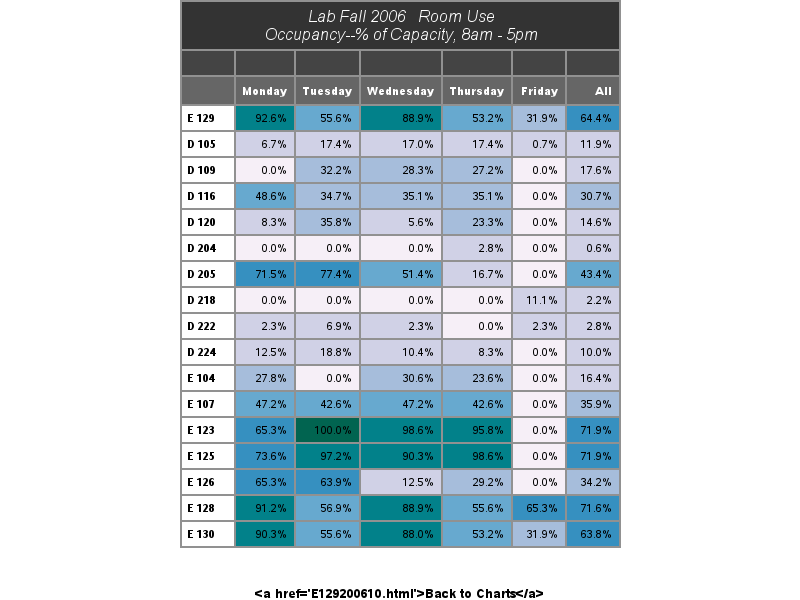 Lab Fall 2006 Room Use
Occupancy--% of Capacity, 8am - 5pm
Monday Tuesday Wednesday Thursday Friday All
E 129 92.6% 55.6% 88.9% 53.2% 31.9% 64.4%
D 105 6.7% 17.4% 17.0% 17.4% 0.7% 11.9%
D 109 0.0% 32.2% 28.3% 27.2% 0.0% 17.6%
D 116 48.6% 34.7% 35.1% 35.1% 0.0% 30.7%
D 120 8.3% 35.8% 5.6% 23.3% 0.0% 14.6%
D 204 0.0% 0.0% 0.0% 2.8% 0.0% 0.6%
D 205 71.5% 77.4% 51.4% 16.7% 0.0% 43.4%
D 218 0.0% 0.0% 0.0% 0.0% 11.1% 2.2%
D 222 2.3% 6.9% 2.3% 0.0% 2.3% 2.8%
D 224 12.5% 18.8% 10.4% 8.3% 0.0% 10.0%
E 104 27.8% 0.0% 30.6% 23.6% 0.0% 16.4%
E 107 47.2% 42.6% 47.2% 42.6% 0.0% 35.9%
E 123 65.3% 100.0% 98.6% 95.8% 0.0% 71.9%
E 125 73.6% 97.2% 90.3% 98.6% 0.0% 71.9%
E 126 65.3% 63.9% 12.5% 29.2% 0.0% 34.2%
E 128 91.2% 56.9% 88.9% 55.6% 65.3% 71.6%
E 130 90.3% 55.6% 88.0% 53.2% 31.9% 63.8%
<a href='E129200610.html'>Back to Charts</a>